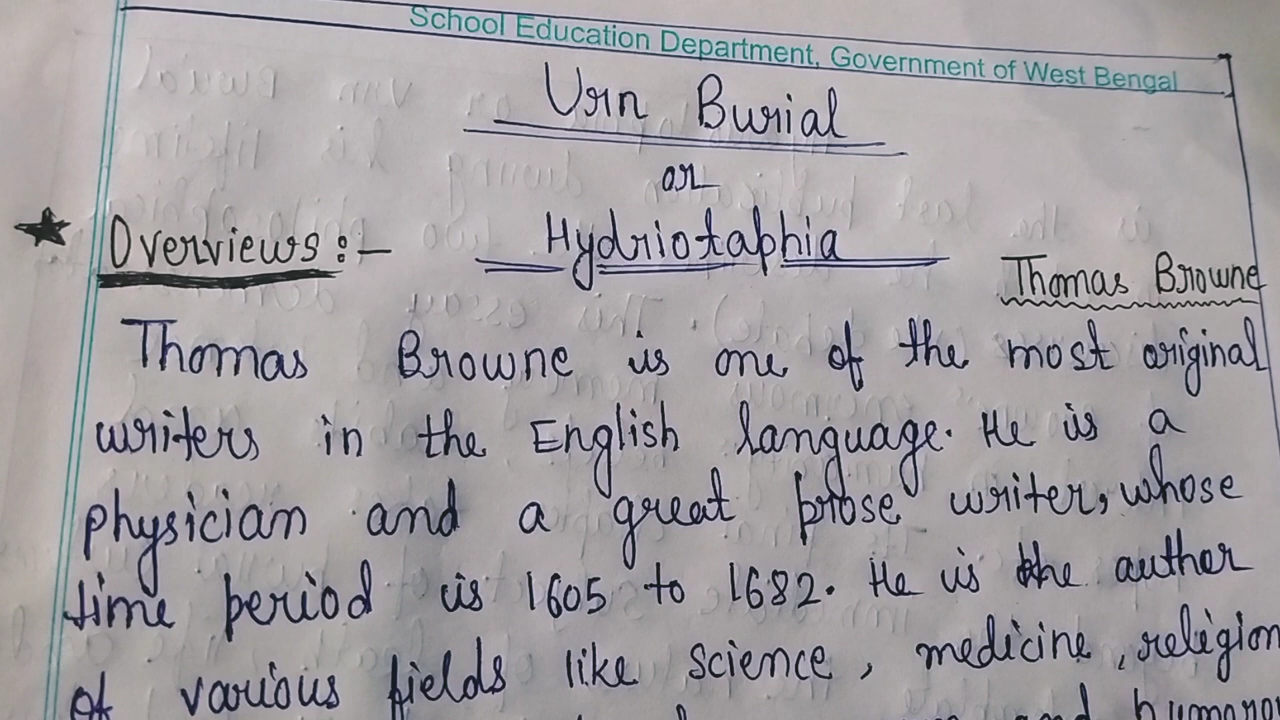 School Education Department, Government of West Bengal
Urn Burial
or
Hydriotaphia
Overviews:-
Thomas Browne
Thomas Browne is one of the most original
writers in the English language. He is a
physician and a great prose writer, whose
time period is 1605 to 1682. He is the auther
of various fields like science, medicine, religion
and